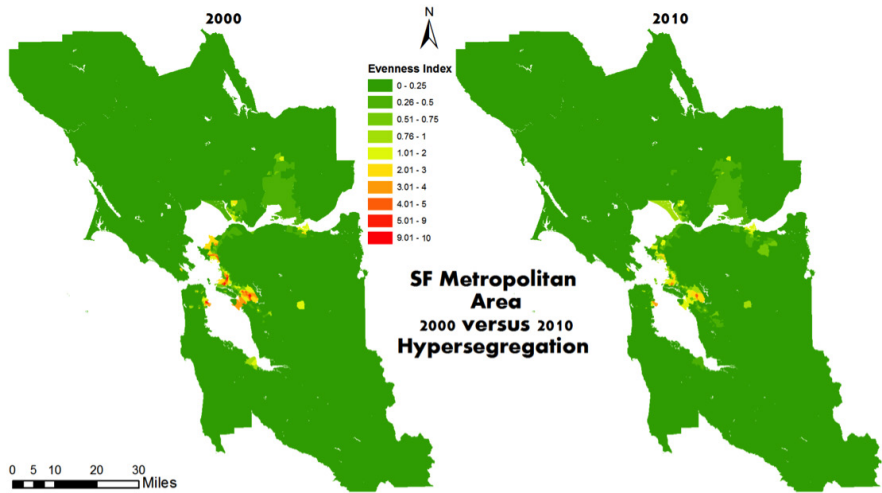 2000
N
2010
Evenness Index
0 - 0.25
0.26 - 0.5
0.51 - 0.75
0.76 - 1
1.01 - 2
2.01 - 3
3.01 - 4
4.01 - 5
5.01 - 9
9.01 - 10
SF Metropolitan
Area
2000 versus 2010
Hypersegregation
0 5 10 20 30
Miles